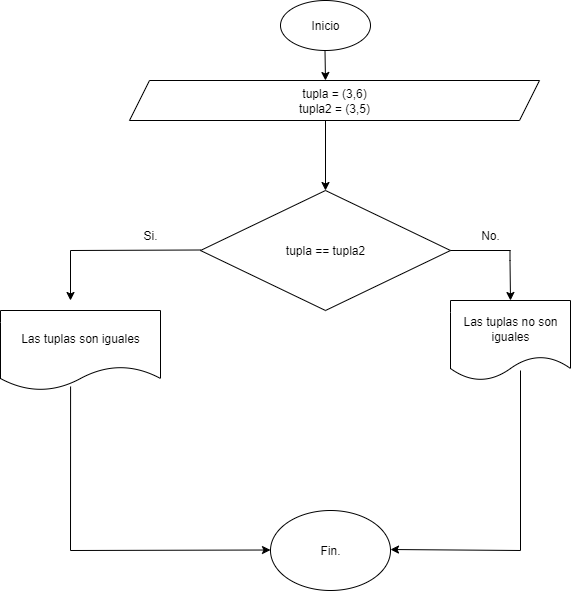 Inicio
tupla = (3,6)
tupla2 = (3,5)
Si.
No.
tupla == tupla2
Las tuplas son iguales
Las tuplas no son
iguales
Fin.